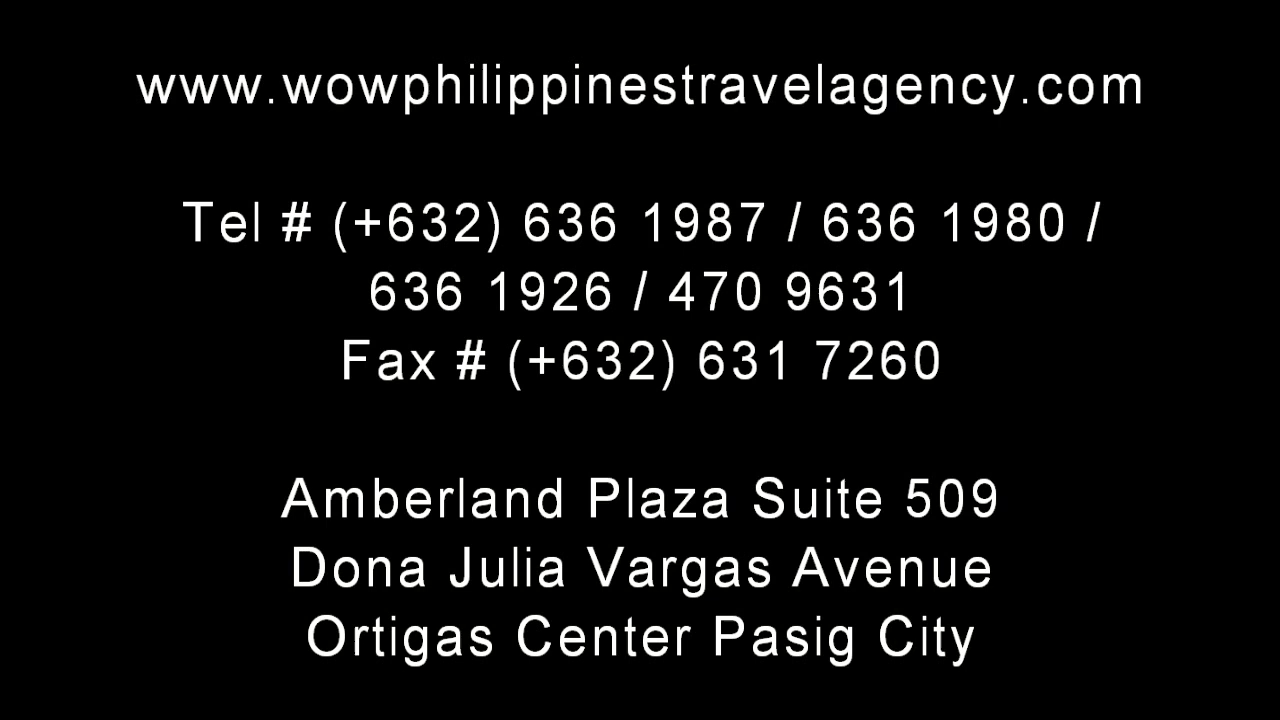 www.wowphilippinestravelagency.com
Tel # (+632) 636 1987 / 636 1980 /
636 1926 / 470 9631
Fax # (+632) 631 7260
Amberland Plaza Suite 509
Dona Julia Vargas Avenue
Ortigas Center Pasig City